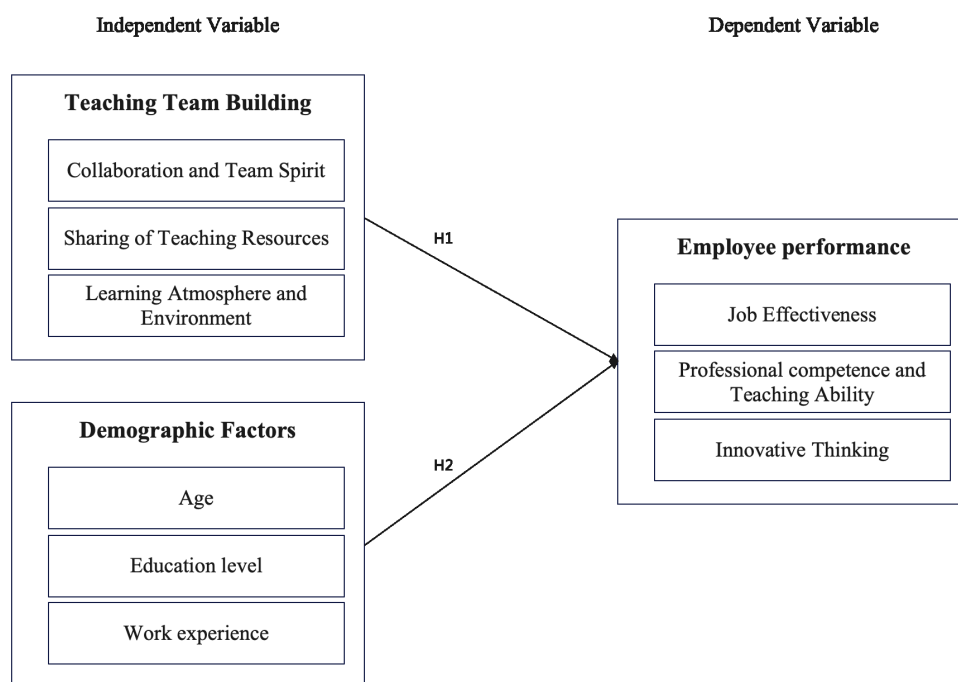 Independent Variable
Dependent Variable
Teaching Team Building
Collaboration and Team Spirit
Sharing of Teaching Resources
Learning Atmosphere and
Environment
H1
Employee performance
Job Effectiveness
Professional competence and
Teaching Ability
Innovative Thinking
Demographic Factors
H2
Age
Education level
Work experience